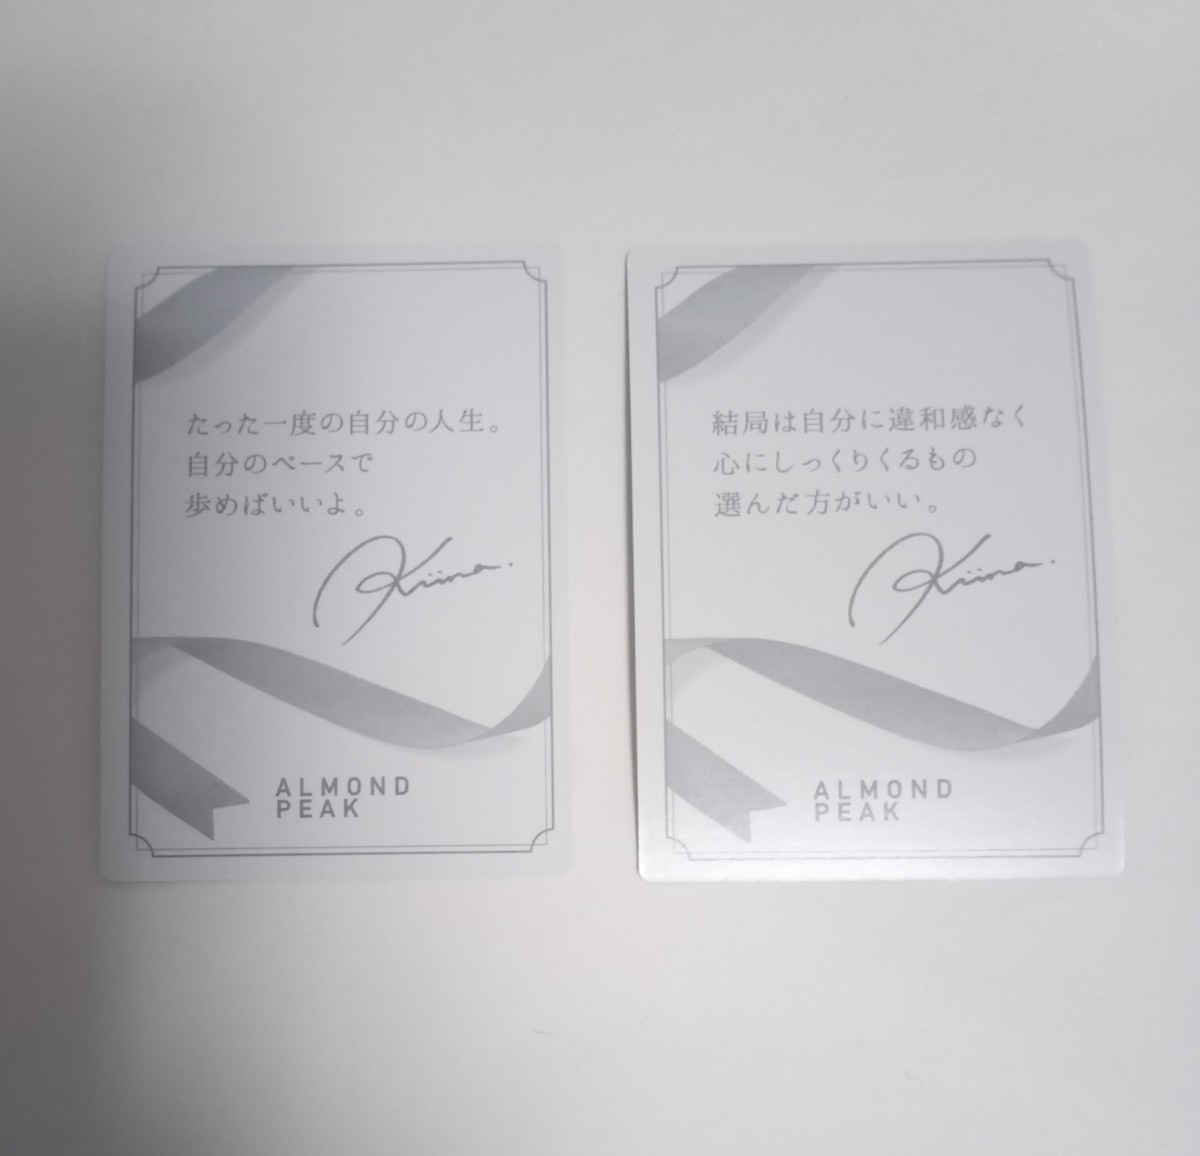 たった一度の自分の人生。
自分のペースで
歩めばいいよ。
Kiina.
ALMOND
PEAK
結局は自分に違和感なく
心にしっくりくるもの
選んだ方がいい。
Kiina.
ALMOND
PEAK